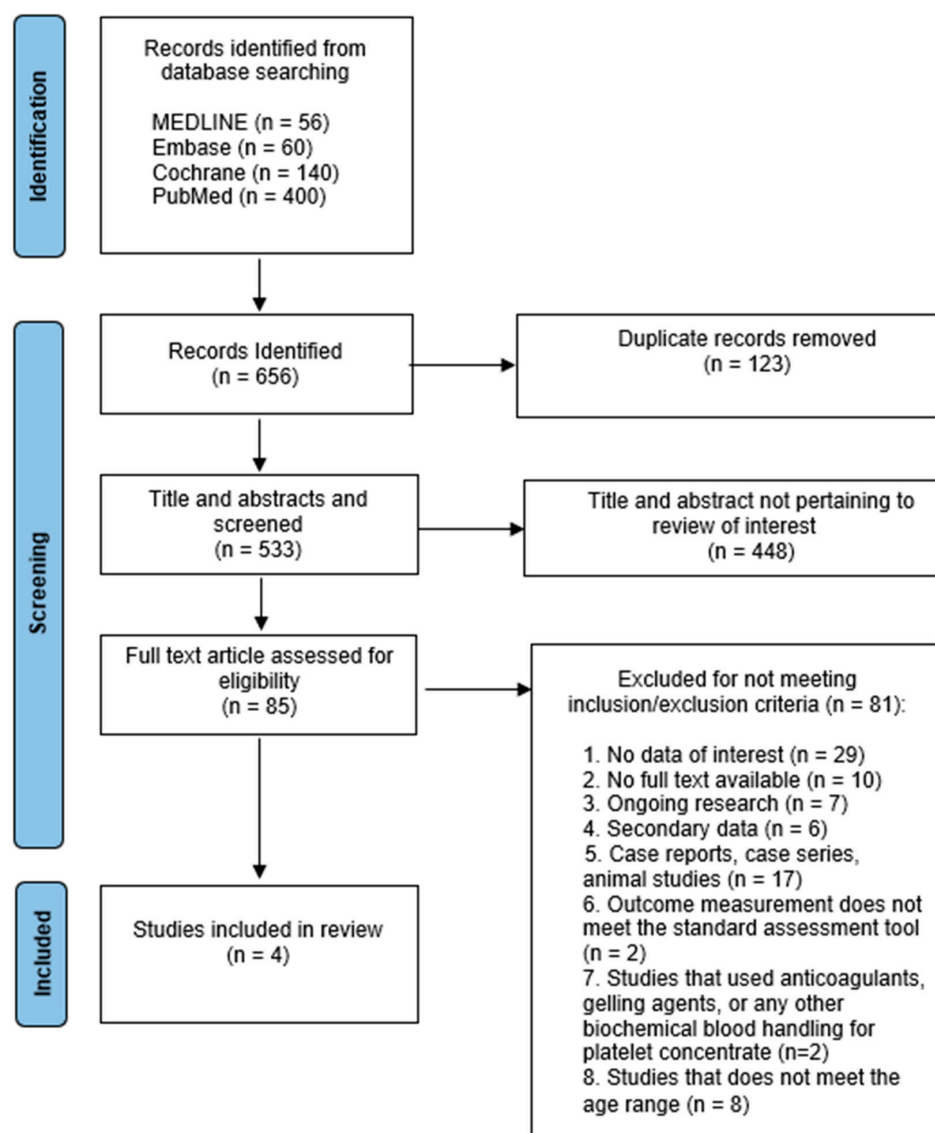 Identification
Records identified from
database searching
MEDLINE (n = 56)
Embase (n = 60)
Cochrane (n = 140)
PubMed (n = 400)
Screening
Records Identified
(n = 656)
Duplicate records removed
(n = 123)
Title and abstracts and
screened
(n = 533)
Title and abstract not pertaining to
review of interest
(n = 448)
Full text article assessed for
eligibility
(n = 85)
Excluded for not meeting
inclusion/exclusion criteria (n = 81):
1. No data of interest (n = 29)
2. No full text available (n = 10)
3. Ongoing research (n = 7)
4. Secondary data (n = 6)
5. Case reports, case series,
animal studies (n = 17)
6. Outcome measurement does not
meet the standard assessment tool
(n = 2)
7. Studies that used anticoagulants,
gelling agents, or any other
biochemical blood handling for
platelet concentrate (n=2)
8. Studies that does not meet the
age range (n = 8)
Included
Studies included in review
(n = 4)